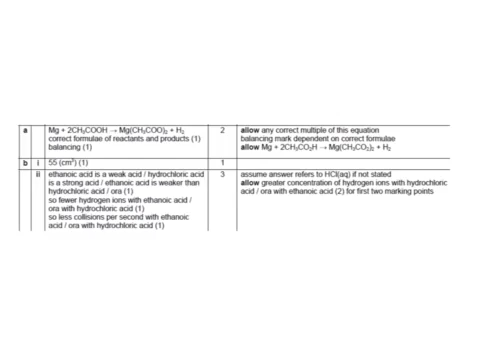 a Mg + 2CH₃COOH → Mg(CH₃COO)₂ + H₂ 2 allow any correct multiple of this equation
correct formulae of reactants and products (1) balancing mark dependent on correct formulae
balancing (1) allow Mg + 2CH₃CO₂H → Mg(CH₃CO₂)₂ + H₂
b i 55 (cm³) (1) 1
ii ethanoic acid is a weak acid / hydrochloric acid 3 assume answer refers to HCl(aq) if not stated
is a strong acid / ethanoic acid is weaker than allow greater concentration of hydrogen ions with hydrochloric
hydrochloric acid / ora (1) acid / ora with ethanoic acid (2) for first two marking points
so fewer hydrogen ions with ethanoic acid /
ora with hydrochloric acid (1)
so less collisions per second with ethanoic
acid / ora with hydrochloric acid (1)